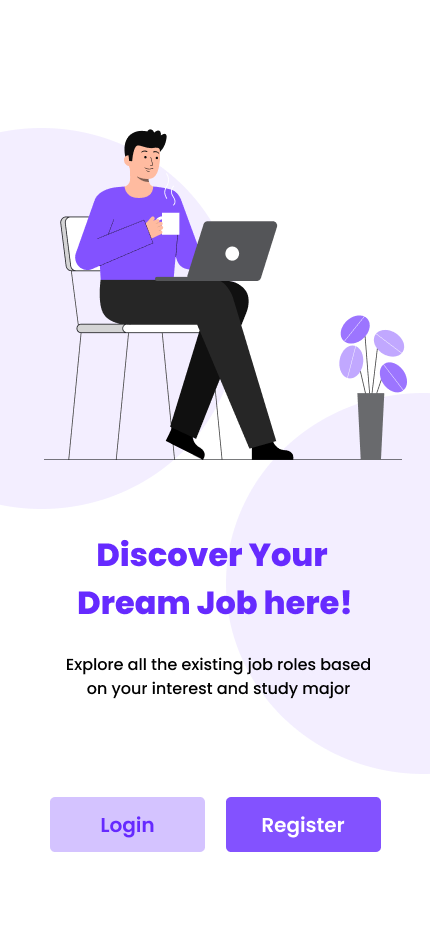 Discover Your
Dream Job here!
Explore all the existing job roles based
on your interest and study major
Login
Register